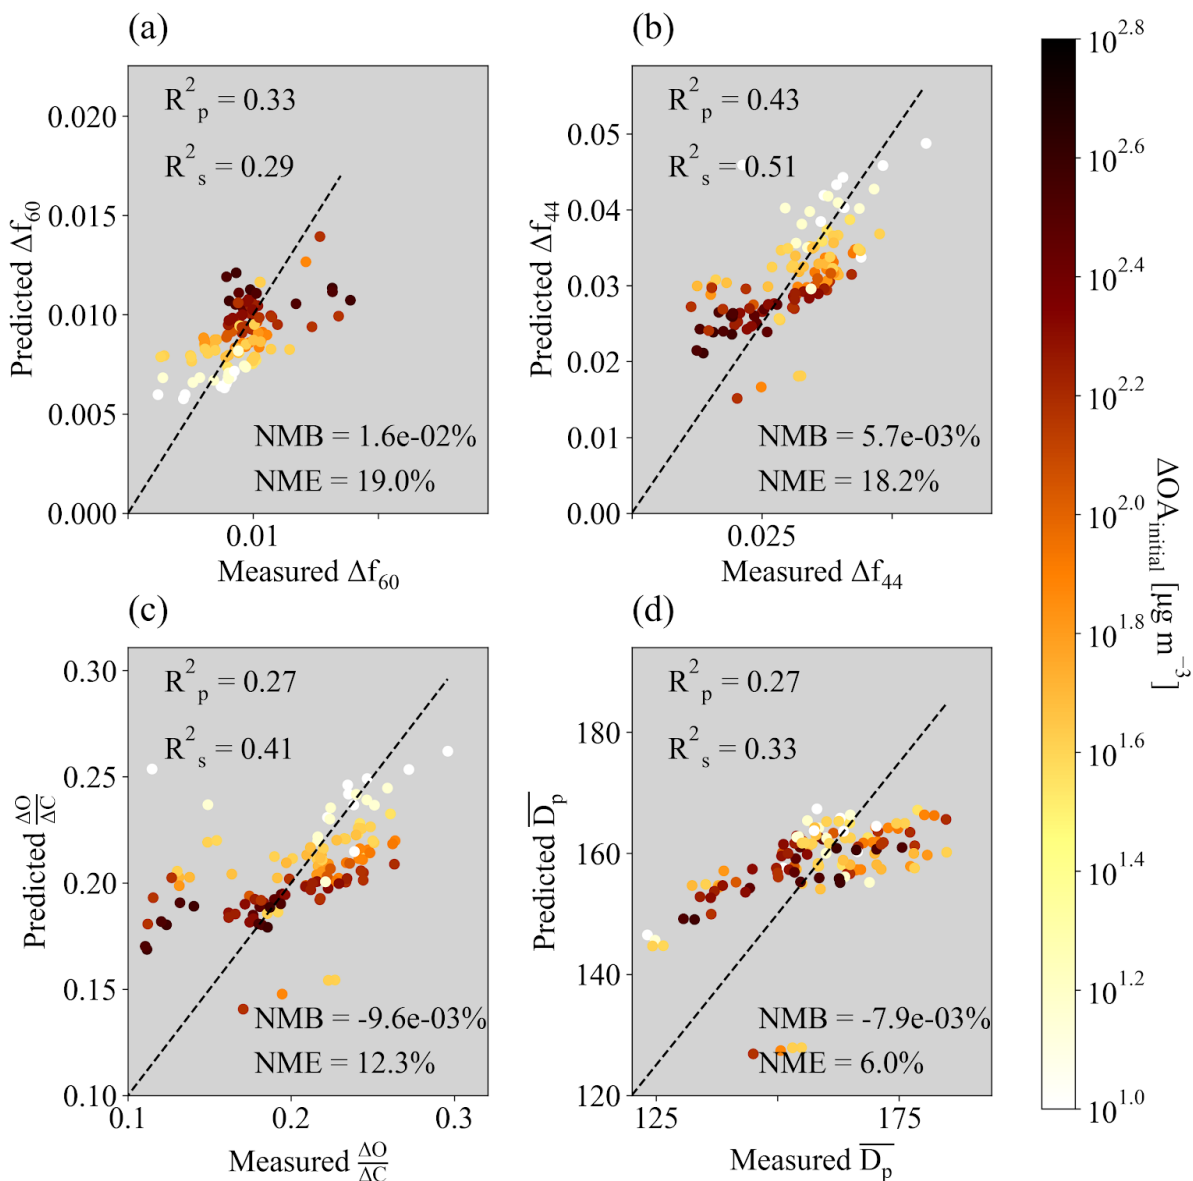 (a)
R²p = 0.33
R²s = 0.29
NMB = 1.6e-02%
NME = 19.0%
0.020
0.015
0.010
0.005
0.000
0.01
Predicted Δf60
Measured Δf60
(b)
R²p = 0.43
R²s = 0.51
NMB = 5.7e-03%
NME = 18.2%
0.05
0.04
0.03
0.02
0.01
0.00
0.025
Predicted Δf44
Measured Δf44
(c)
R²p = 0.27
R²s = 0.41
NMB = -9.6e-03%
NME = 12.3%
0.30
0.25
0.20
0.15
0.10
0.1 0.2 0.3
Predicted ΔO/ΔC
Measured ΔO/ΔC
(d)
R²p = 0.27
R²s = 0.33
NMB = -7.9e-03%
NME = 6.0%
180
160
140
120
125 175
Predicted D̅p
Measured D̅p
10^2.8
10^2.6
10^2.4
10^2.2
10^2.0
10^1.8
10^1.6
10^1.4
10^1.2
10^1.0
ΔOAinitial [μg m⁻³]